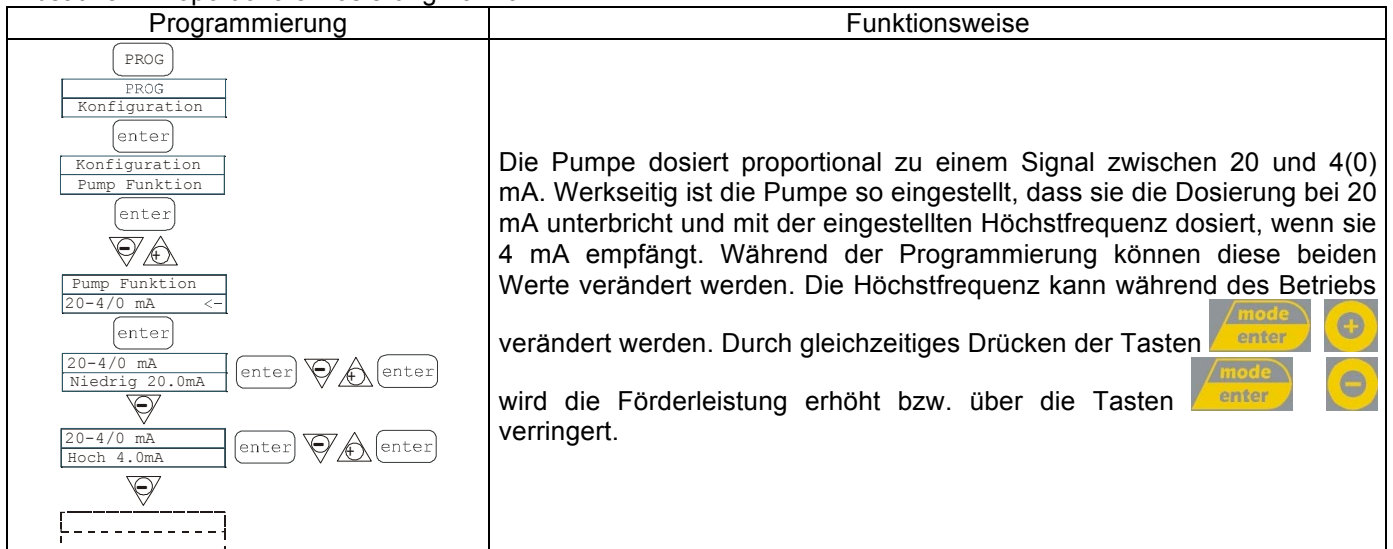 Programmierung
Funktionsweise
PROG
PROG
Konfiguration
enter
Konfiguration
Pump Funktion
enter
- +
Pump Funktion
20-4/0 mA <-
enter
20-4/0 mA
Niedrig 20.0mA
enter - + enter
-
20-4/0 mA
Hoch 4.0mA
enter - + enter
-
Die Pumpe dosiert proportional zu einem Signal zwischen 20 und 4(0)
mA. Werkseitig ist die Pumpe so eingestellt, dass sie die Dosierung bei 20
mA unterbricht und mit der eingestellten Höchstfrequenz dosiert, wenn sie
4 mA empfängt. Während der Programmierung können diese beiden
Werte verändert werden. Die Höchstfrequenz kann während des Betriebs
verändert werden. Durch gleichzeitiges Drücken der Tasten mode enter +
wird die Förderleistung erhöht bzw. über die Tasten mode enter -
verringert.